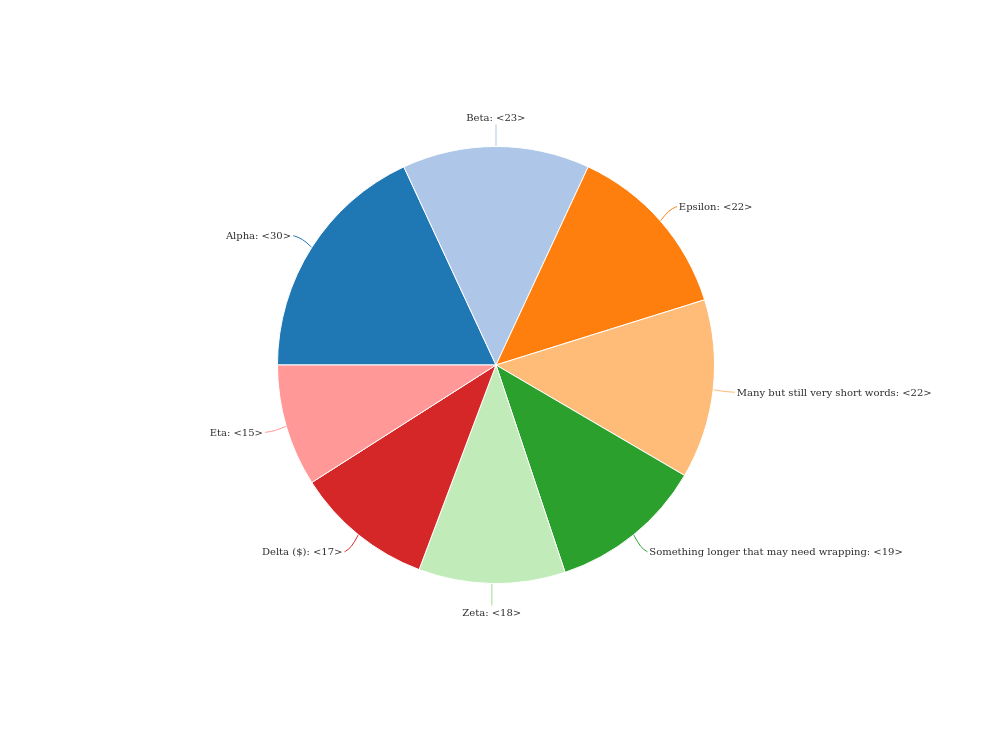 Beta: <23>
Epsilon: <22>
Alpha: <30>
Many but still very short words: <22>
Eta: <15>
Delta ($): <17>
Something longer that may need wrapping: <19>
Zeta: <18>